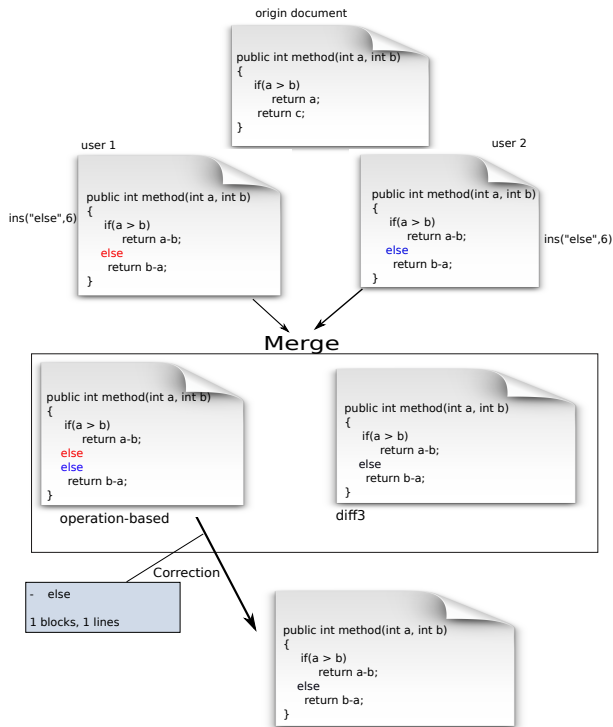 origin document
public int method(int a, int b)
{
if(a > b)
return a;
return c;
}
user 1
ins("else",6)
public int method(int a, int b)
{
if(a > b)
return a-b;
else
return b-a;
}
user 2
public int method(int a, int b)
{
if(a > b)
return a-b;
else
return b-a;
}
ins("else",6)
Merge
public int method(int a, int b)
{
if(a > b)
return a-b;
else
else
return b-a;
}
operation-based
public int method(int a, int b)
{
if(a > b)
return a-b;
else
return b-a;
}
diff3
Correction
- else
1 blocks, 1 lines
public int method(int a, int b)
{
if(a > b)
return a-b;
else
return b-a;
}